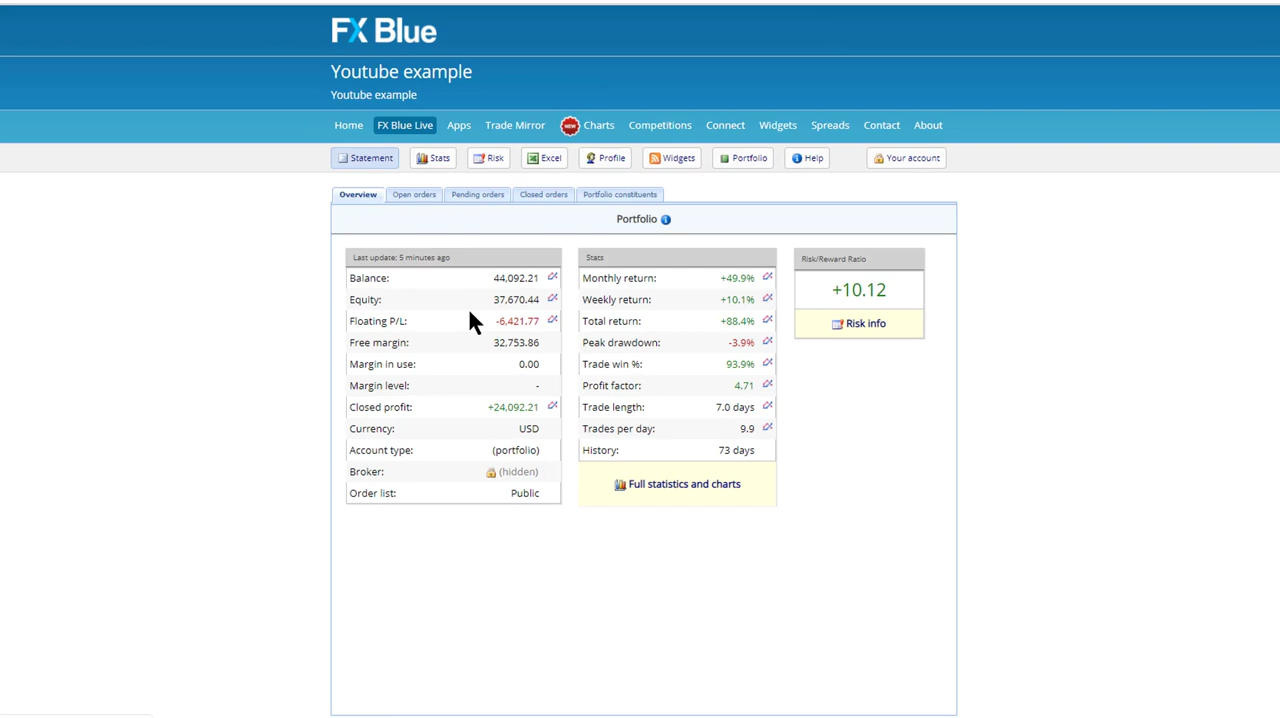 FX Blue
Youtube example
Youtube example
Home FX Blue Live Apps Trade Mirror NEW Charts Competitions Connect Widgets Spreads Contact About
Statement Stats Risk Excel Profile Widgets Portfolio Help Your account
Overview Open orders Pending orders Closed orders Portfolio constituents
Portfolio
Last update: 5 minutes ago
Balance: 44,092.21
Equity: 37,670.44
Floating P/L: -6,421.77
Free margin: 32,753.86
Margin in use: 0.00
Margin level: -
Closed profit: +24,092.21
Currency: USD
Account type: (portfolio)
Broker: (hidden)
Order list: Public
Stats
Monthly return: +49.9%
Weekly return: +10.1%
Total return: +88.4%
Peak drawdown: -3.9%
Trade win %: 93.9%
Profit factor: 4.71
Trade length: 7.0 days
Trades per day: 9.9
History: 73 days
Full statistics and charts
Risk/Reward Ratio
+10.12
Risk info